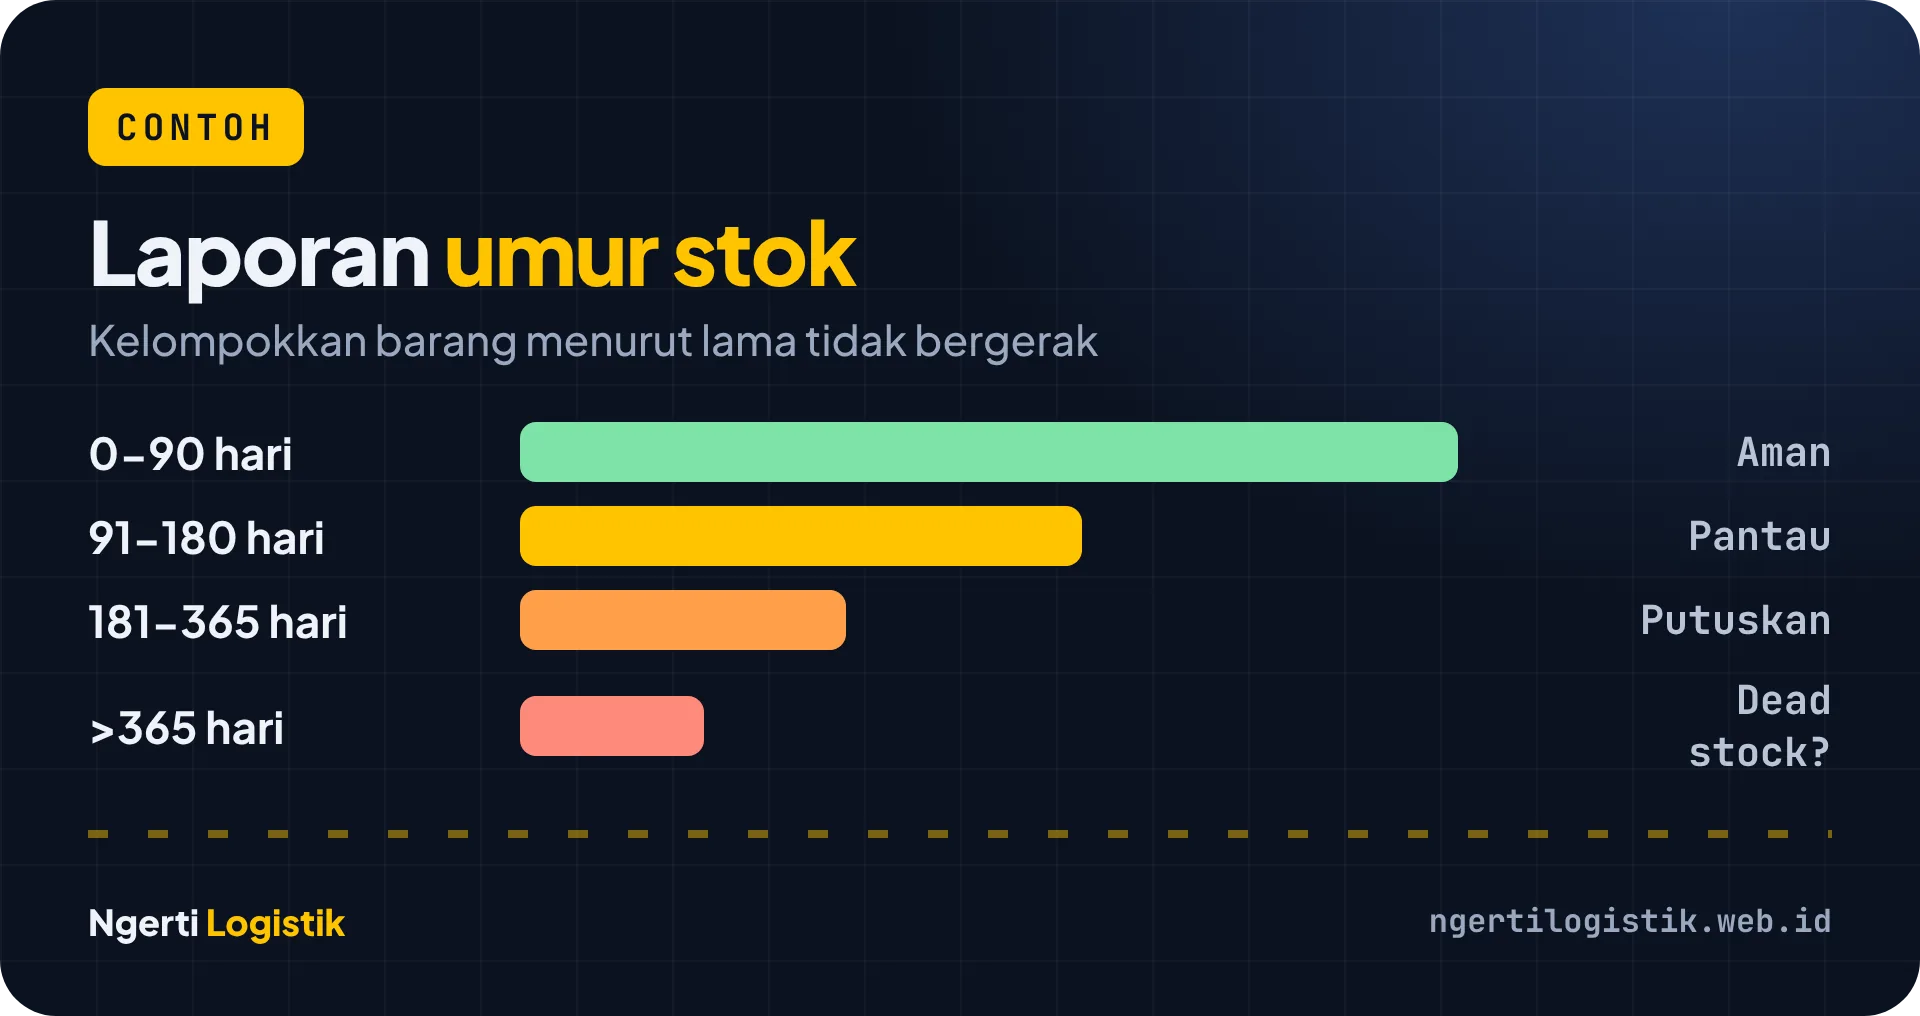 CONTOH
Laporan umur stok
Kelompokkan barang menurut lama tidak bergerak
0–90 hari Aman
91–180 hari Pantau
181–365 hari Putuskan
>365 hari Dead
stock?
Ngerti Logistik ngertilogistik.web.id